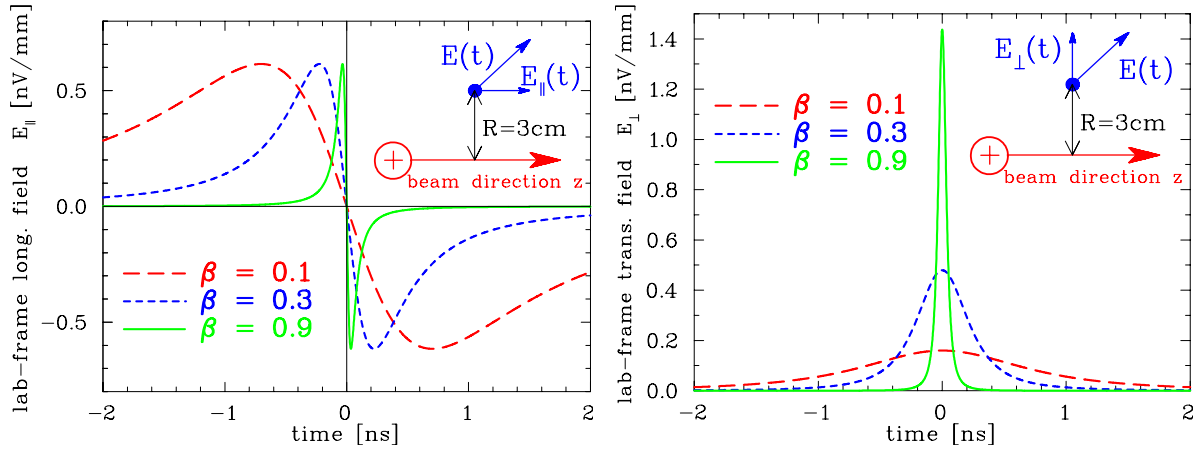 lab-frame long. field E∥ [nV/mm]
0.5
0.0
−0.5
−2
−1
0
1
2
time [ns]
E(t)
E∥(t)
R=3cm
+
beam direction z
β = 0.1
β = 0.3
β = 0.9
lab-frame trans. field E⊥ [nV/mm]
1.4
1.2
1.0
0.8
0.6
0.4
0.2
0.0
−2
−1
0
1
2
time [ns]
β = 0.1
β = 0.3
β = 0.9
E⊥(t)
E(t)
R=3cm
+
beam direction z